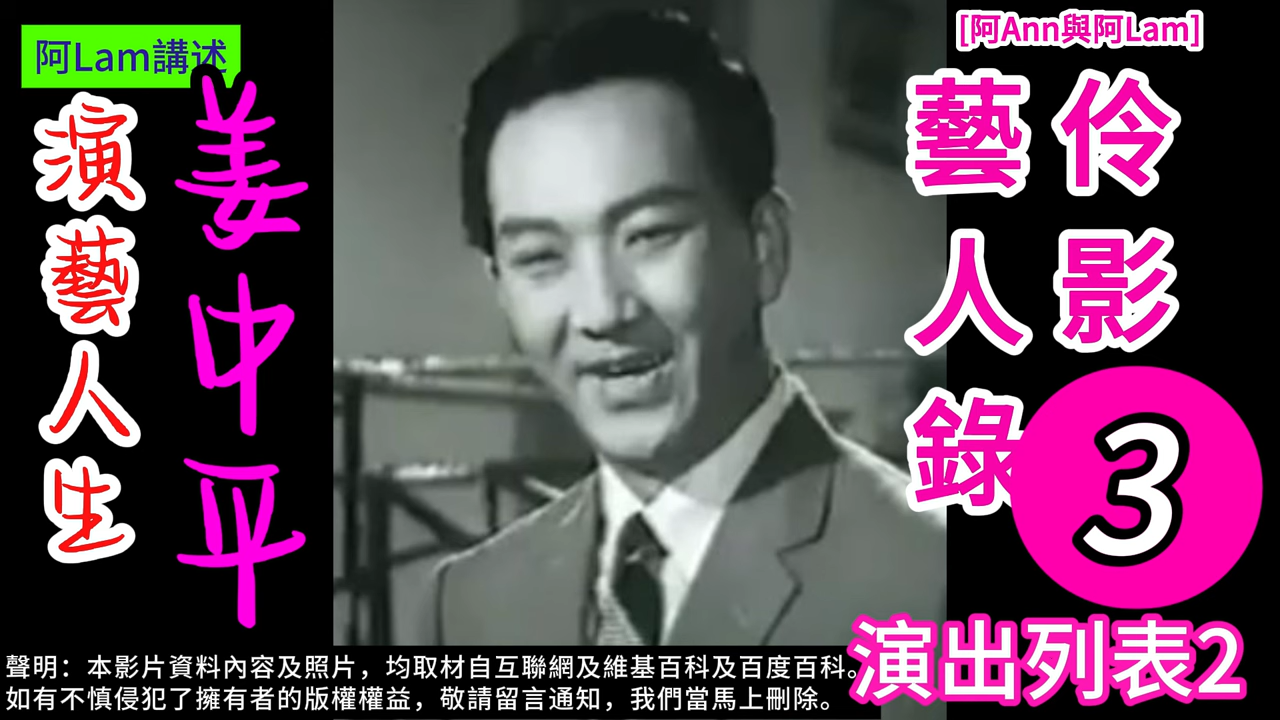 阿Lam講述
演藝人生
姜中平
[阿Ann與阿Lam]
伶影
藝人錄
3
演出列表2
聲明：本影片資料內容及照片，均取材自互聯網及維基百科及百度百科。
如有不慎侵犯了擁有者的版權權益，敬請留言通知，我們當馬上刪除。